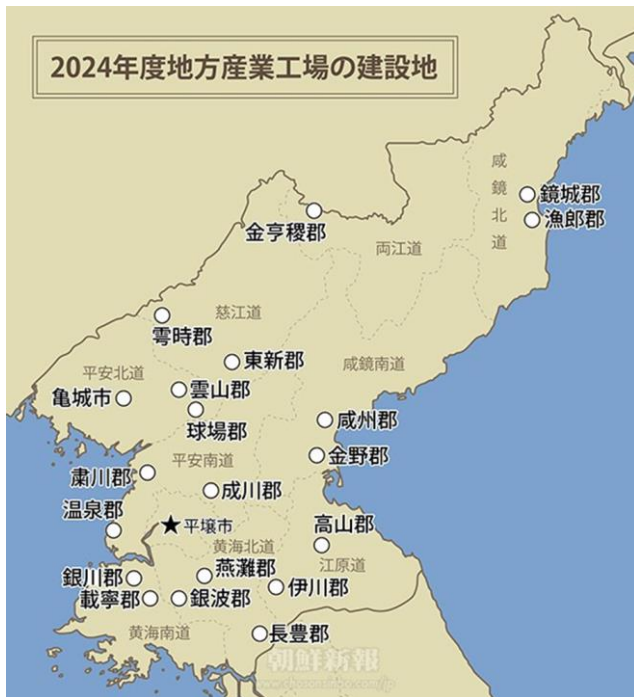 2024年度地方産業工場の建設地
咸鏡北道
鏡城郡
漁郎郡
金亨稷郡
両江道
慈江道
雩時郡
東新郡
咸鏡南道
平安北道
雲山郡
亀城市
球場郡
咸州郡
金野郡
平安南道
粛川郡
成川郡
温泉郡
平壌市
高山郡
黄海北道
江原道
燕灘郡
銀川郡
伊川郡
載寧郡
銀波郡
黄海南道
長豊郡
朝鮮新報
www.chosonsinbo.com/jp